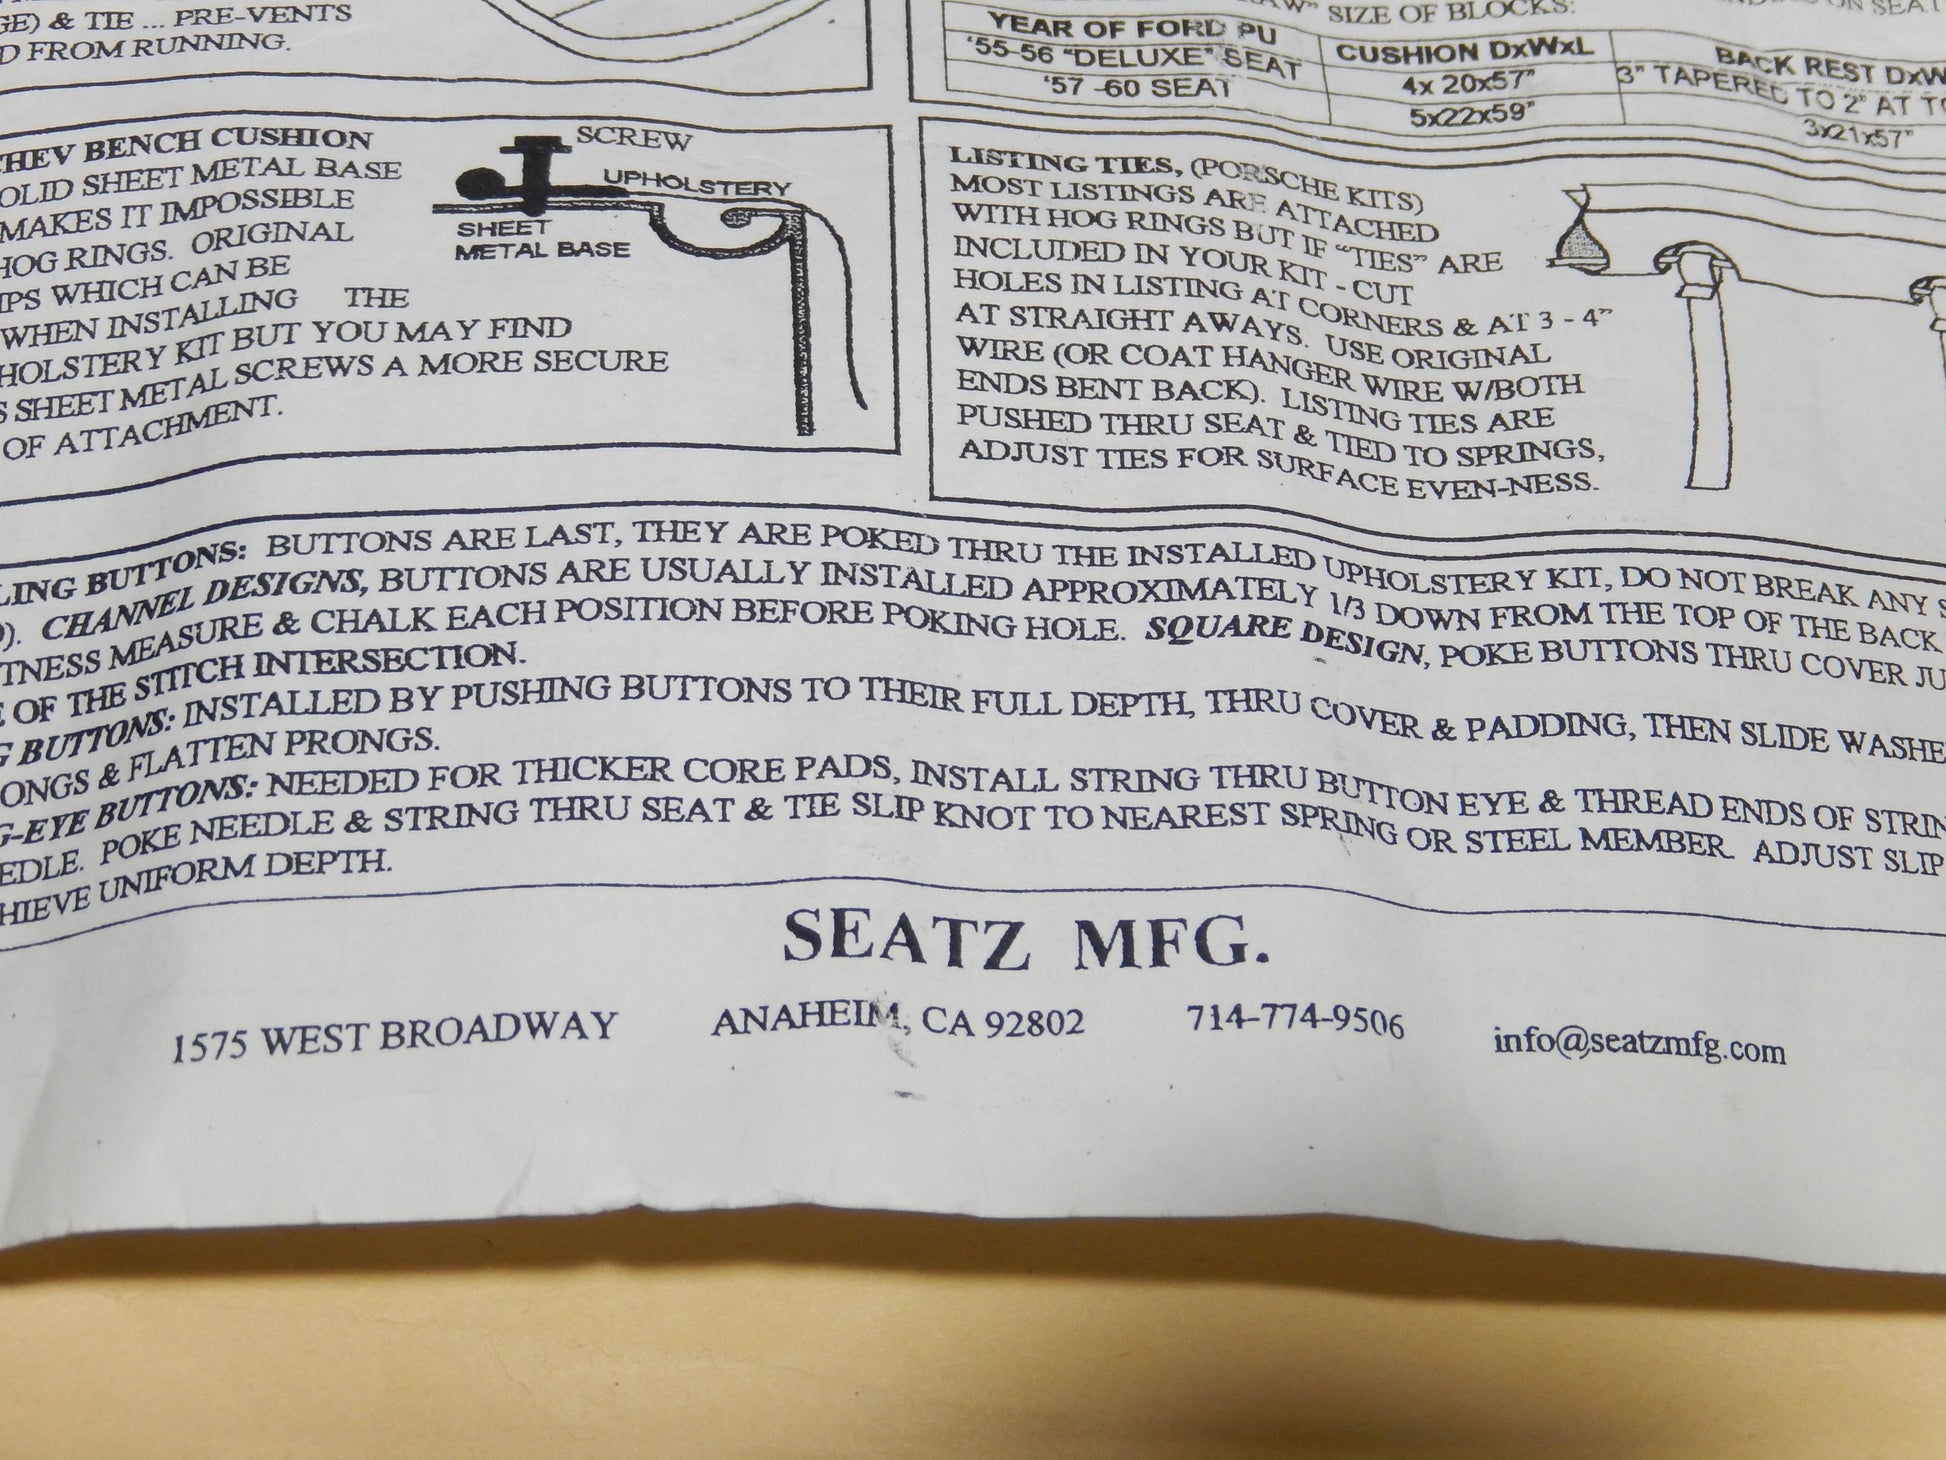 GE) & TIE ... PRE-VENTS
D FROM RUNNING.
SIZE OF BLOCKS:
ON SEAT
YEAR OF FORD PU
CUSHION DxWxL
BACK REST DxW
'55-56 "DELUXE" SEAT
4x 20x57"
3" TAPERED TO 2" AT TO
'57 -60 SEAT
5x22x59"
3x21x57"
CHEV BENCH CUSHION
OLID SHEET METAL BASE
MAKES IT IMPOSSIBLE
HOG RINGS. ORIGINAL
IPS WHICH CAN BE
WHEN INSTALLING THE
HOLSTERY KIT BUT YOU MAY FIND
S SHEET METAL SCREWS A MORE SECURE
OF ATTACHMENT.
SCREW
UPHOLSTERY
SHEET
METAL BASE
LISTING TIES, (PORSCHE KITS)
MOST LISTINGS ARE ATTACHED
WITH HOG RINGS BUT IF "TIES" ARE
INCLUDED IN YOUR KIT - CUT
HOLES IN LISTING AT CORNERS & AT 3 - 4"
AT STRAIGHT AWAYS. USE ORIGINAL
WIRE (OR COAT HANGER WIRE W/BOTH
ENDS BENT BACK). LISTING TIES ARE
PUSHED THRU SEAT & TIED TO SPRINGS,
ADJUST TIES FOR SURFACE EVEN-NESS.
LING BUTTONS: BUTTONS ARE LAST, THEY ARE POKED THRU THE INSTALLED UPHOLSTERY KIT, DO NOT BREAK ANY S
). CHANNEL DESIGNS, BUTTONS ARE USUALLY INSTALLED APPROXIMATELY 1/3 DOWN FROM THE TOP OF THE BACK
TNESS MEASURE & CHALK EACH POSITION BEFORE POKING HOLE. SQUARE DESIGN, POKE BUTTONS THRU COVER JU
E OF THE STITCH INTERSECTION.
G BUTTONS: INSTALLED BY PUSHING BUTTONS TO THEIR FULL DEPTH, THRU COVER & PADDING, THEN SLIDE WASHE
ONGS & FLATTEN PRONGS.
G-EYE BUTTONS: NEEDED FOR THICKER CORE PADS, INSTALL STRING THRU BUTTON EYE & THREAD ENDS OF STRIN
EDLE. POKE NEEDLE & STRING THRU SEAT & TIE SLIP KNOT TO NEAREST SPRING OR STEEL MEMBER. ADJUST SLIP
HIEVE UNIFORM DEPTH.
SEATZ MFG.
1575 WEST BROADWAY ANAHEIM, CA 92802 714-774-9506 info@seatzmfg.com